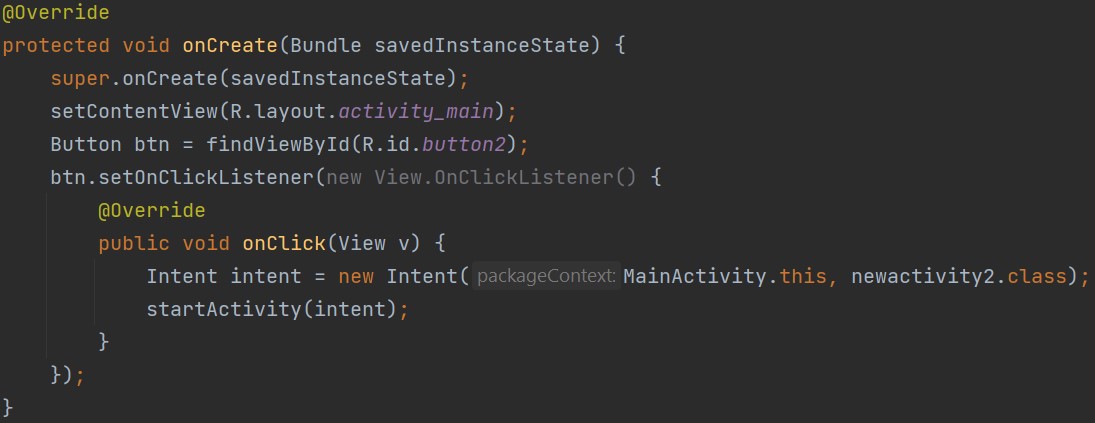 @Override
protected void onCreate(Bundle savedInstanceState) {
    super.onCreate(savedInstanceState);
    setContentView(R.layout.activity_main);
    Button btn = findViewById(R.id.button2);
    btn.setOnClickListener(new View.OnClickListener() {
        @Override
        public void onClick(View v) {
            Intent intent = new Intent( packageContext: MainActivity.this, newactivity2.class);
            startActivity(intent);
        }
    });
}